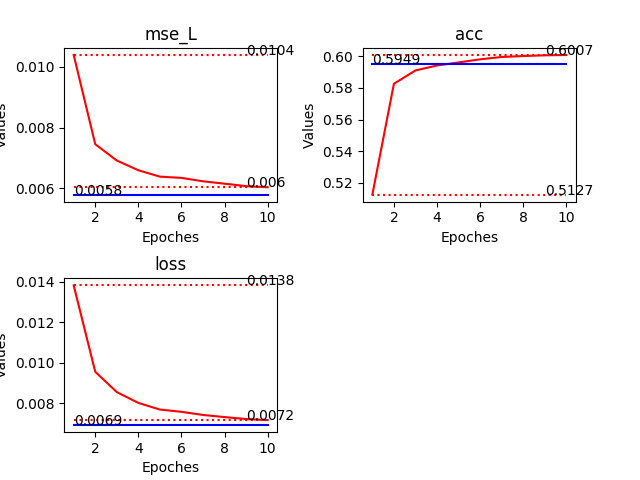 mse_L
Values
0.010
0.008
0.006
0.0104
0.006
0.0058
2 4 6 8 10
Epoches
acc
Values
0.60
0.58
0.56
0.54
0.52
0.6007
0.5949
0.5127
2 4 6 8 10
Epoches
loss
Values
0.014
0.012
0.010
0.008
0.0138
0.0072
0.0069
2 4 6 8 10
Epoches